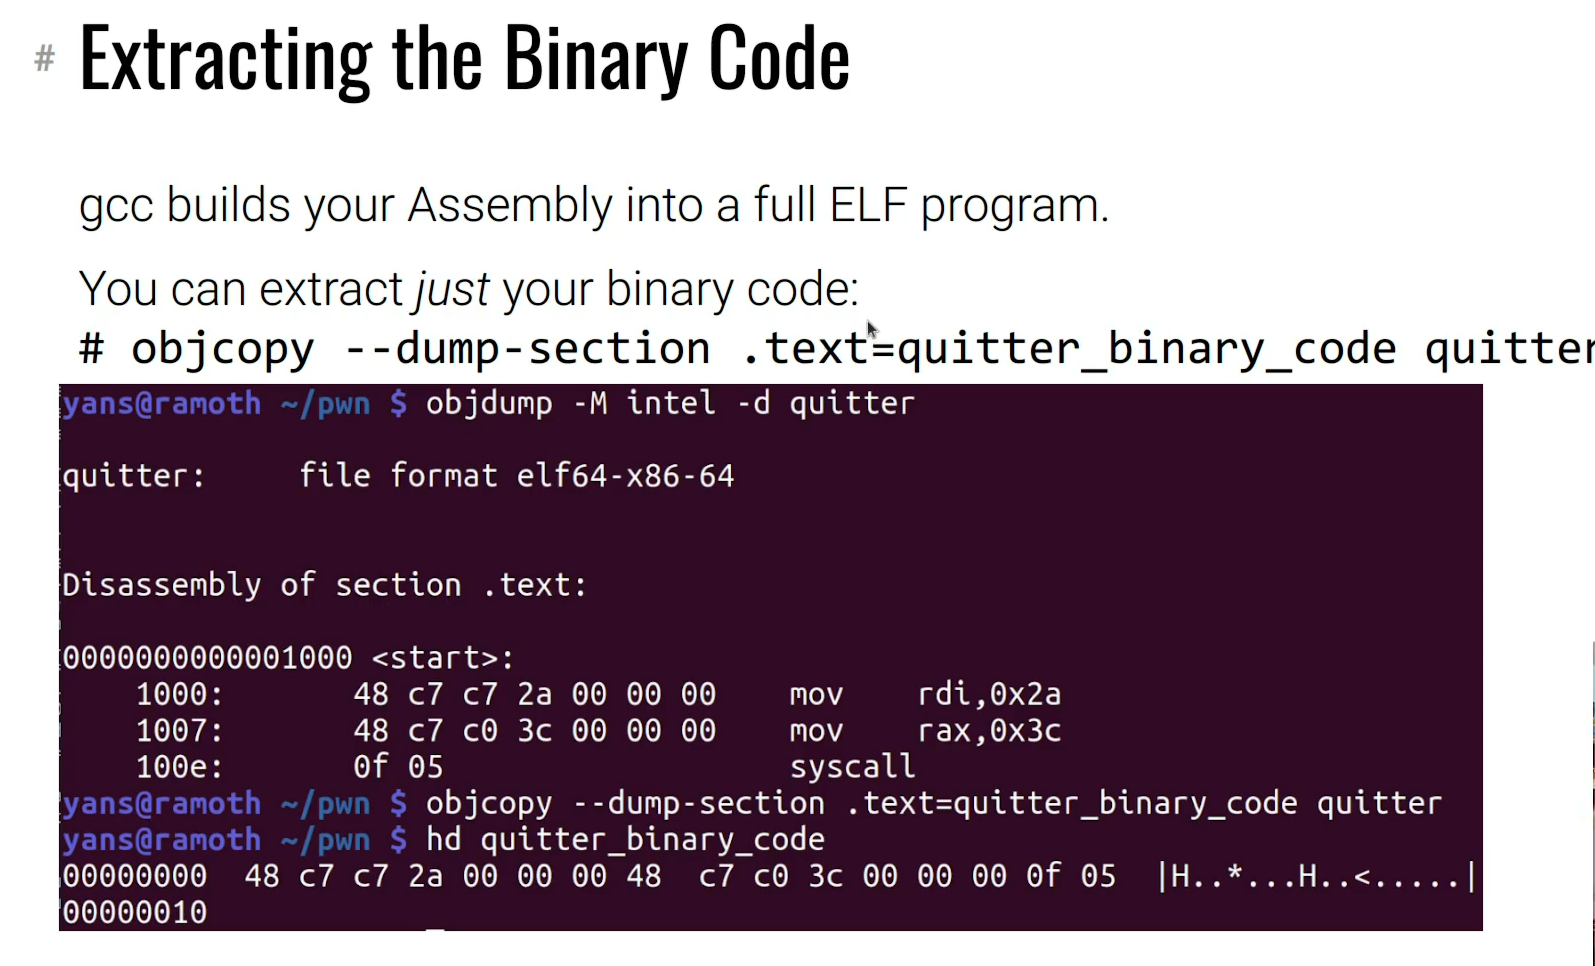 # Extracting the Binary Code
gcc builds your Assembly into a full ELF program.
You can extract just your binary code:
# objcopy --dump-section .text=quitter_binary_code quitter
yans@ramoth ~/pwn $ objdump -M intel -d quitter
quitter:     file format elf64-x86-64
Disassembly of section .text:
0000000000001000 <start>:
    1000:       48 c7 c7 2a 00 00 00    mov    rdi,0x2a
    1007:       48 c7 c0 3c 00 00 00    mov    rax,0x3c
    100e:       0f 05                   syscall
yans@ramoth ~/pwn $ objcopy --dump-section .text=quitter_binary_code quitter
yans@ramoth ~/pwn $ hd quitter_binary_code
00000000  48 c7 c7 2a 00 00 00 48  c7 c0 3c 00 00 00 0f 05  |H..*...H..<.....|
00000010